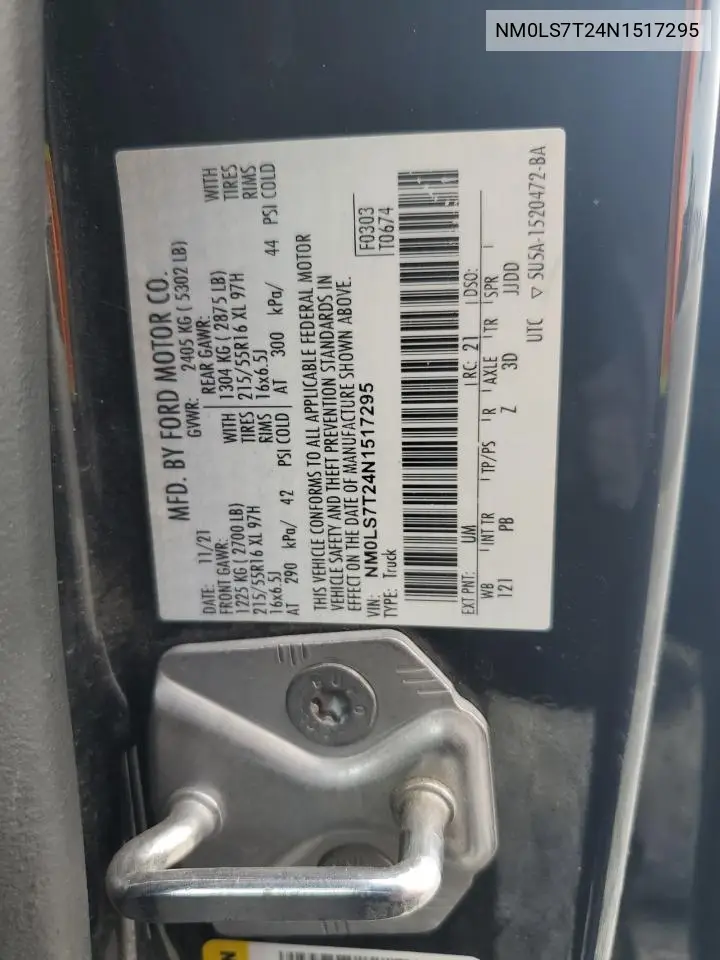 NM0LS7T24N1517295
MFD. BY FORD MOTOR CO.
DATE: 11/21 GVWR: 2405 KG ( 5302 LB)
FRONT GAWR: REAR GAWR:
1225 KG ( 2700 LB) WITH 1304 KG ( 2875 LB) WITH
215/55R16 XL 97H TIRES 215/55R16 XL 97H TIRES
16x6.5J RIMS 16x6.5J RIMS
AT 290 kPa/ 42 PSI COLD AT 300 kPa/ 44 PSI COLD
THIS VEHICLE CONFORMS TO ALL APPLICABLE FEDERAL MOTOR
VEHICLE SAFETY AND THEFT PREVENTION STANDARDS IN
EFFECT ON THE DATE OF MANUFACTURE SHOWN ABOVE.
F0303
T0674
VIN: NM0LS7T24N1517295
TYPE: Truck
EXT PNT: UM RC: 21 DSO:
WB INT TR TP/PS R AXLE TR SPR
121 PB Z 3D JJDD
UTC ▽ 5U5A-1520472-BA